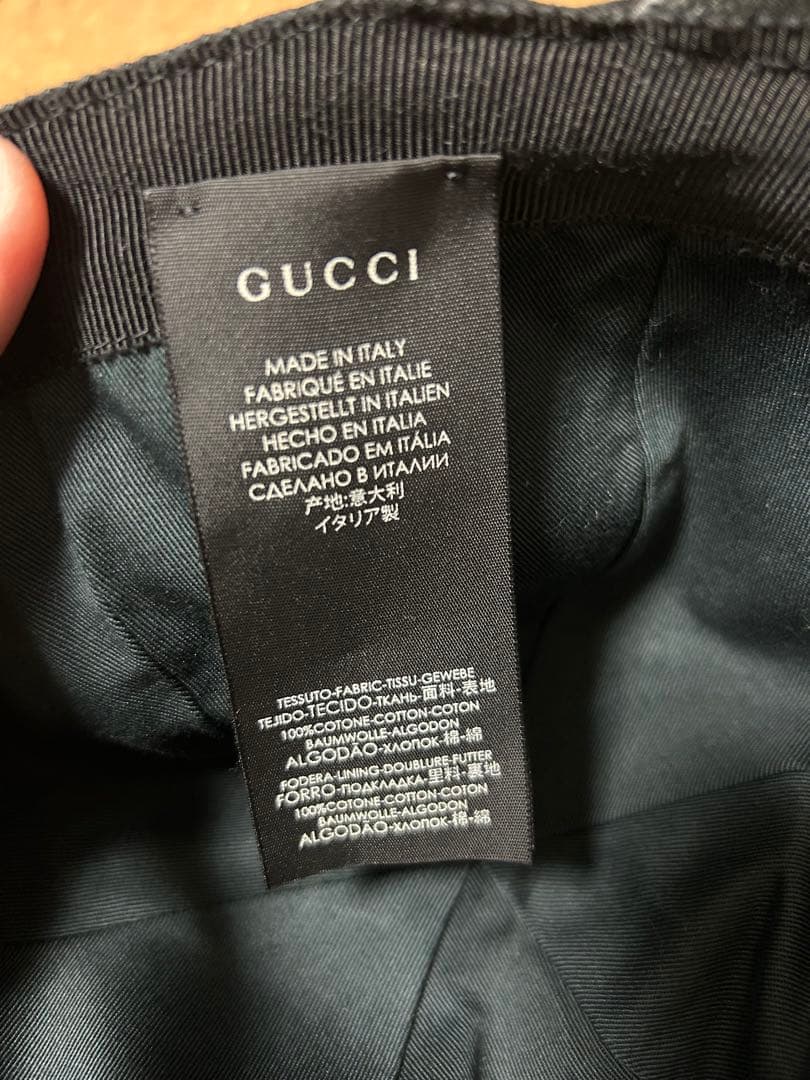 GUCCI
MADE IN ITALY
FABRIQUÉ EN ITALIE
HERGESTELLT IN ITALIEN
HECHO EN ITALIA
FABRICADO EM ITÁLIA
СДЕЛАНО В ИТАЛИИ
产地:意大利
イタリア製
TESSUTO-FABRIC-TISSU-GEWEBE
TEJIDO-TECIDO-ТКАНЬ-面料-表地
100%COTONE-COTTON-COTON
BAUMWOLLE-ALGODON
ALGODÃO-ХЛОПОК-棉-綿
FODERA-LINING-DOUBLURE-FUTTER
FORRO-ПОДКЛАДКА-里料-裏地
100%COTONE-COTTON-COTON
BAUMWOLLE-ALGODON
ALGODÃO-ХЛОПОК-棉-綿